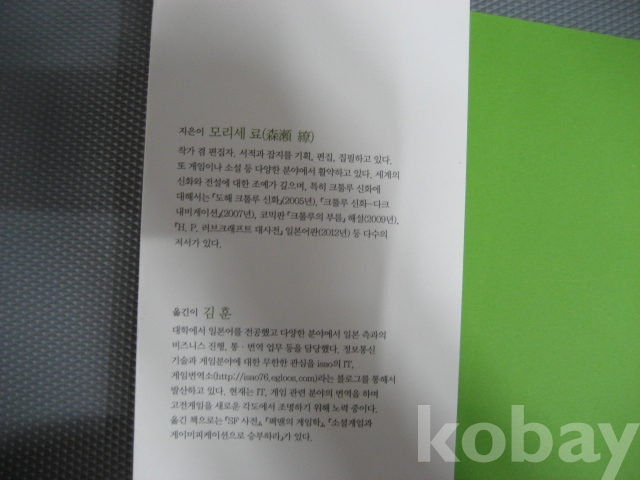 지은이 모리세 료(森瀬 繚)
작가 겸 편집자. 서적과 잡지를 기획, 편집, 집필하고 있다.
또 게임이나 소설 등 다양한 분야에서 활약하고 있다. 세계의
신화와 전설에 대한 조예가 깊으며, 특히 크툴루 신화에
대해서는 『도해 크툴루 신화』(2005년), 『크툴루 신화-다크
내비게이션』(2007년), 코믹판 『크툴루의 부름』 해설(2009년),
『H. P. 러브크래프트 대사전』 일본어판(2012년) 등 다수의
저서가 있다.
옮긴이 김 훈
대학에서 일본어를 전공했고 다양한 분야에서 일본 측과의
비즈니스 진행, 통·번역 업무 등을 담당했다. 정보통신
기술과 게임분야에 대한 무한한 관심을 isao의 IT,
게임번역소(http://isao76.egloos.com)라는 블로그를 통해서
발산하고 있다. 현재는 IT, 게임 관련 분야의 번역을 하며
고전게임을 새로운 각도에서 조명하기 위해 노력 중이다.
옮긴 책으로는 『SF 사전』, 『팩맨의 게임학』, 『소셜게임과
게이미피케이션으로 승부하라』가 있다.
kobay